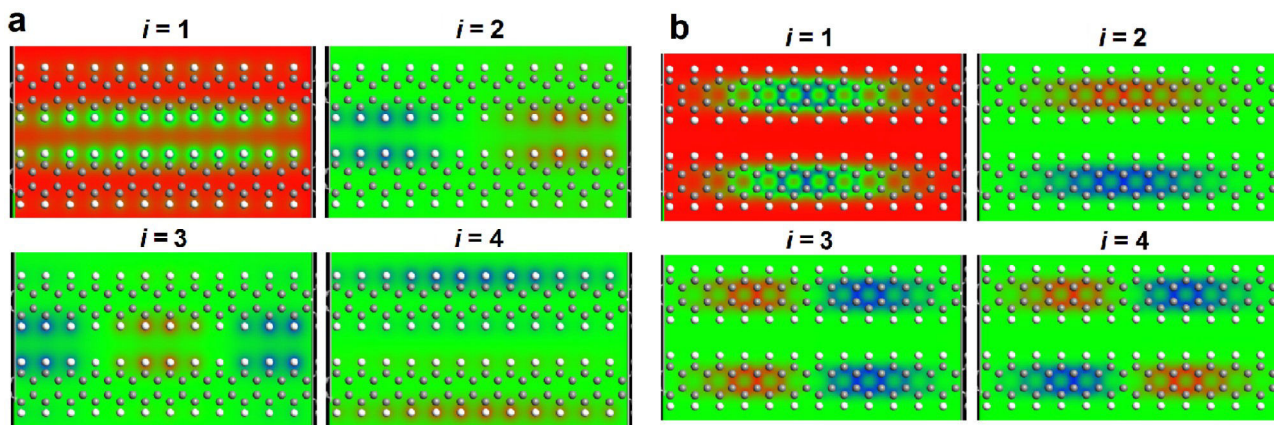 a
i = 1
i = 2
i = 3
i = 4
b
i = 1
i = 2
i = 3
i = 4